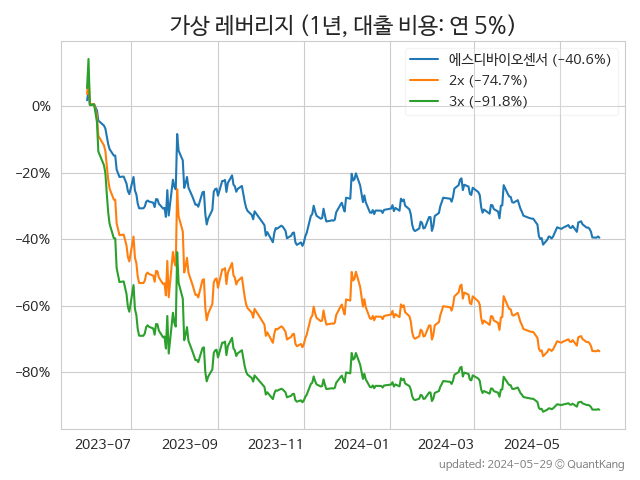 가상 레버리지 (1년, 대출 비용: 연 5%)
에스디바이오센서 (−40.6%)
2x (−74.7%)
3x (−91.8%)
0%
−20%
−40%
−60%
−80%
2023-07 2023-09 2023-11 2024-01 2024-03 2024-05
updated: 2024-05-29 © QuantKang